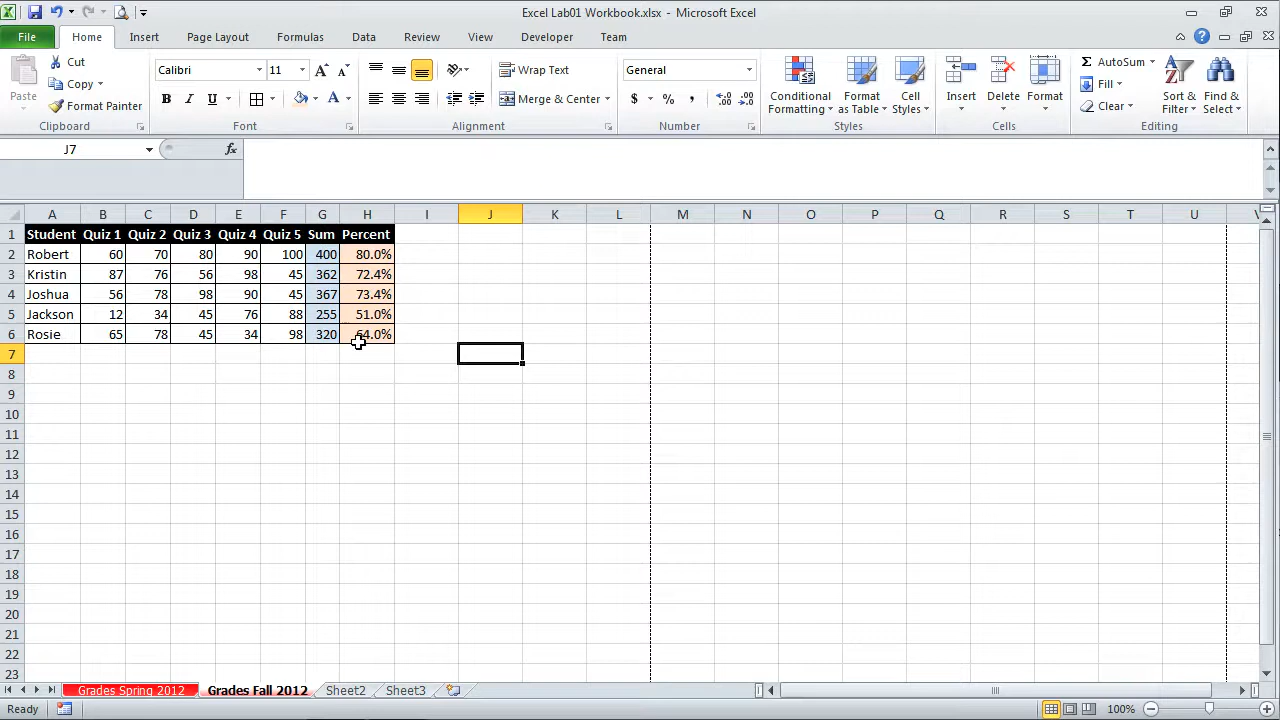 Excel Lab01 Workbook.xlsx - Microsoft Excel
File Home Insert Page Layout Formulas Data Review View Developer Team
Paste
Cut
Copy
Format Painter
Clipboard
Calibri 11
B I U
Font
Wrap Text
Merge & Center
Alignment
General
$ % ,
Number
Conditional Formatting
Format as Table
Cell Styles
Styles
Insert Delete Format
Cells
Σ AutoSum
Fill
Clear
Sort & Filter
Find & Select
Editing
J7 fx
A B C D E F G H I J K L M N O P Q R S T U V
1 Student Quiz 1 Quiz 2 Quiz 3 Quiz 4 Quiz 5 Sum Percent
2 Robert 60 70 80 90 100 400 80.0%
3 Kristin 87 76 56 98 45 362 72.4%
4 Joshua 56 78 98 90 45 367 73.4%
5 Jackson 12 34 45 76 88 255 51.0%
6 Rosie 65 78 45 34 98 320 64.0%
7
8
9
10
11
12
13
14
15
16
17
18
19
20
21
22
23
Grades Spring 2012 Grades Fall 2012 Sheet2 Sheet3
Ready 100%